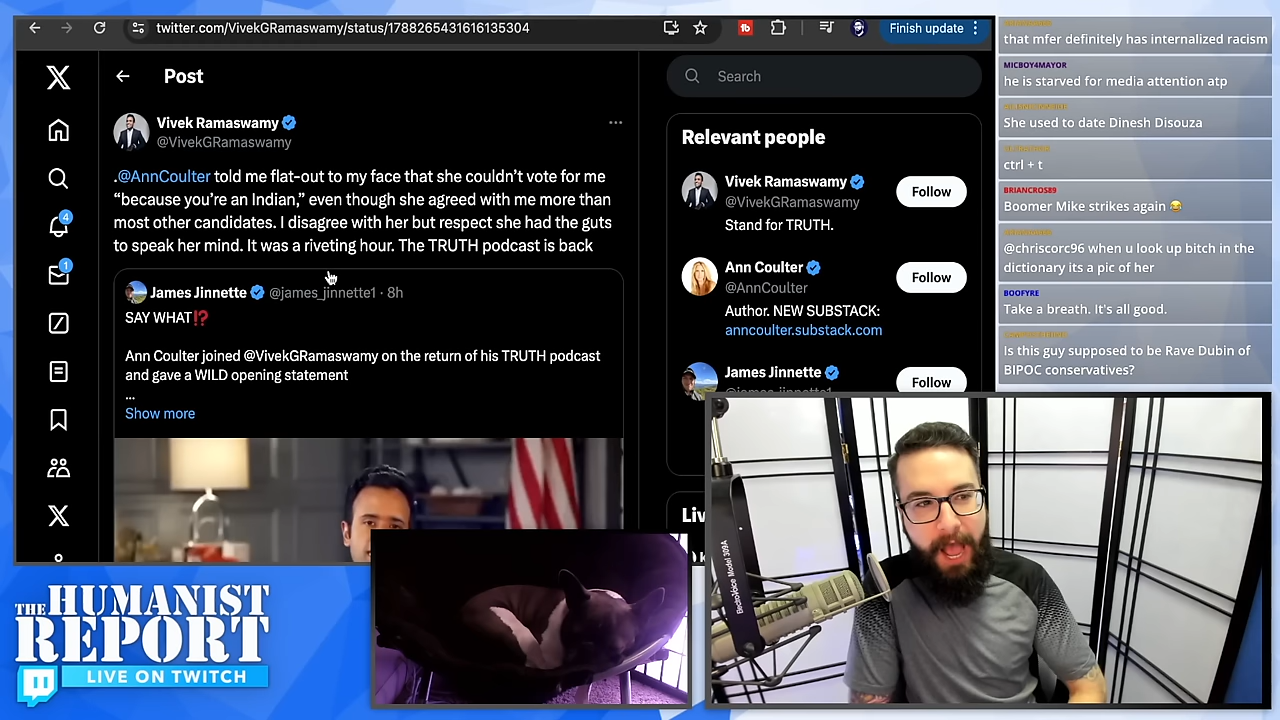 twitter.com/VivekGRamaswamy/status/1788265431616135304
Finish update
Post
Search
Vivek Ramaswamy
@VivekGRamaswamy
.@AnnCoulter told me flat-out to my face that she couldn't vote for me
“because you're an Indian,” even though she agreed with me more than
most other candidates. I disagree with her but respect she had the guts
to speak her mind. It was a riveting hour. The TRUTH podcast is back
James Jinnette @james_jinnette1 · 8h
SAY WHAT⁉️
Ann Coulter joined @VivekGRamaswamy on the return of his TRUTH podcast
and gave a WILD opening statement
...
Show more
4
1
Relevant people
Vivek Ramaswamy
@VivekGRamaswamy
Follow
Stand for TRUTH.
Ann Coulter
@AnnCoulter
Follow
Author. NEW SUBSTACK:
anncoulter.substack.com
James Jinnette
@james_jinnette1
Follow
Liv
that mfer definitely has internalized racism
MICBOY4MAYOR
he is starved for media attention atp
She used to date Dinesh Disouza
ctrl + t
BRIANCROS89
Boomer Mike strikes again 😂
@chriscorc96 when u look up bitch in the
dictionary its a pic of her
BOOFYRE
Take a breath. It's all good.
Is this guy supposed to be Rave Dubin of
BIPOC conservatives?
THE HUMANIST
REPORT
LIVE ON TWITCH
ElectroVoice Model 309A